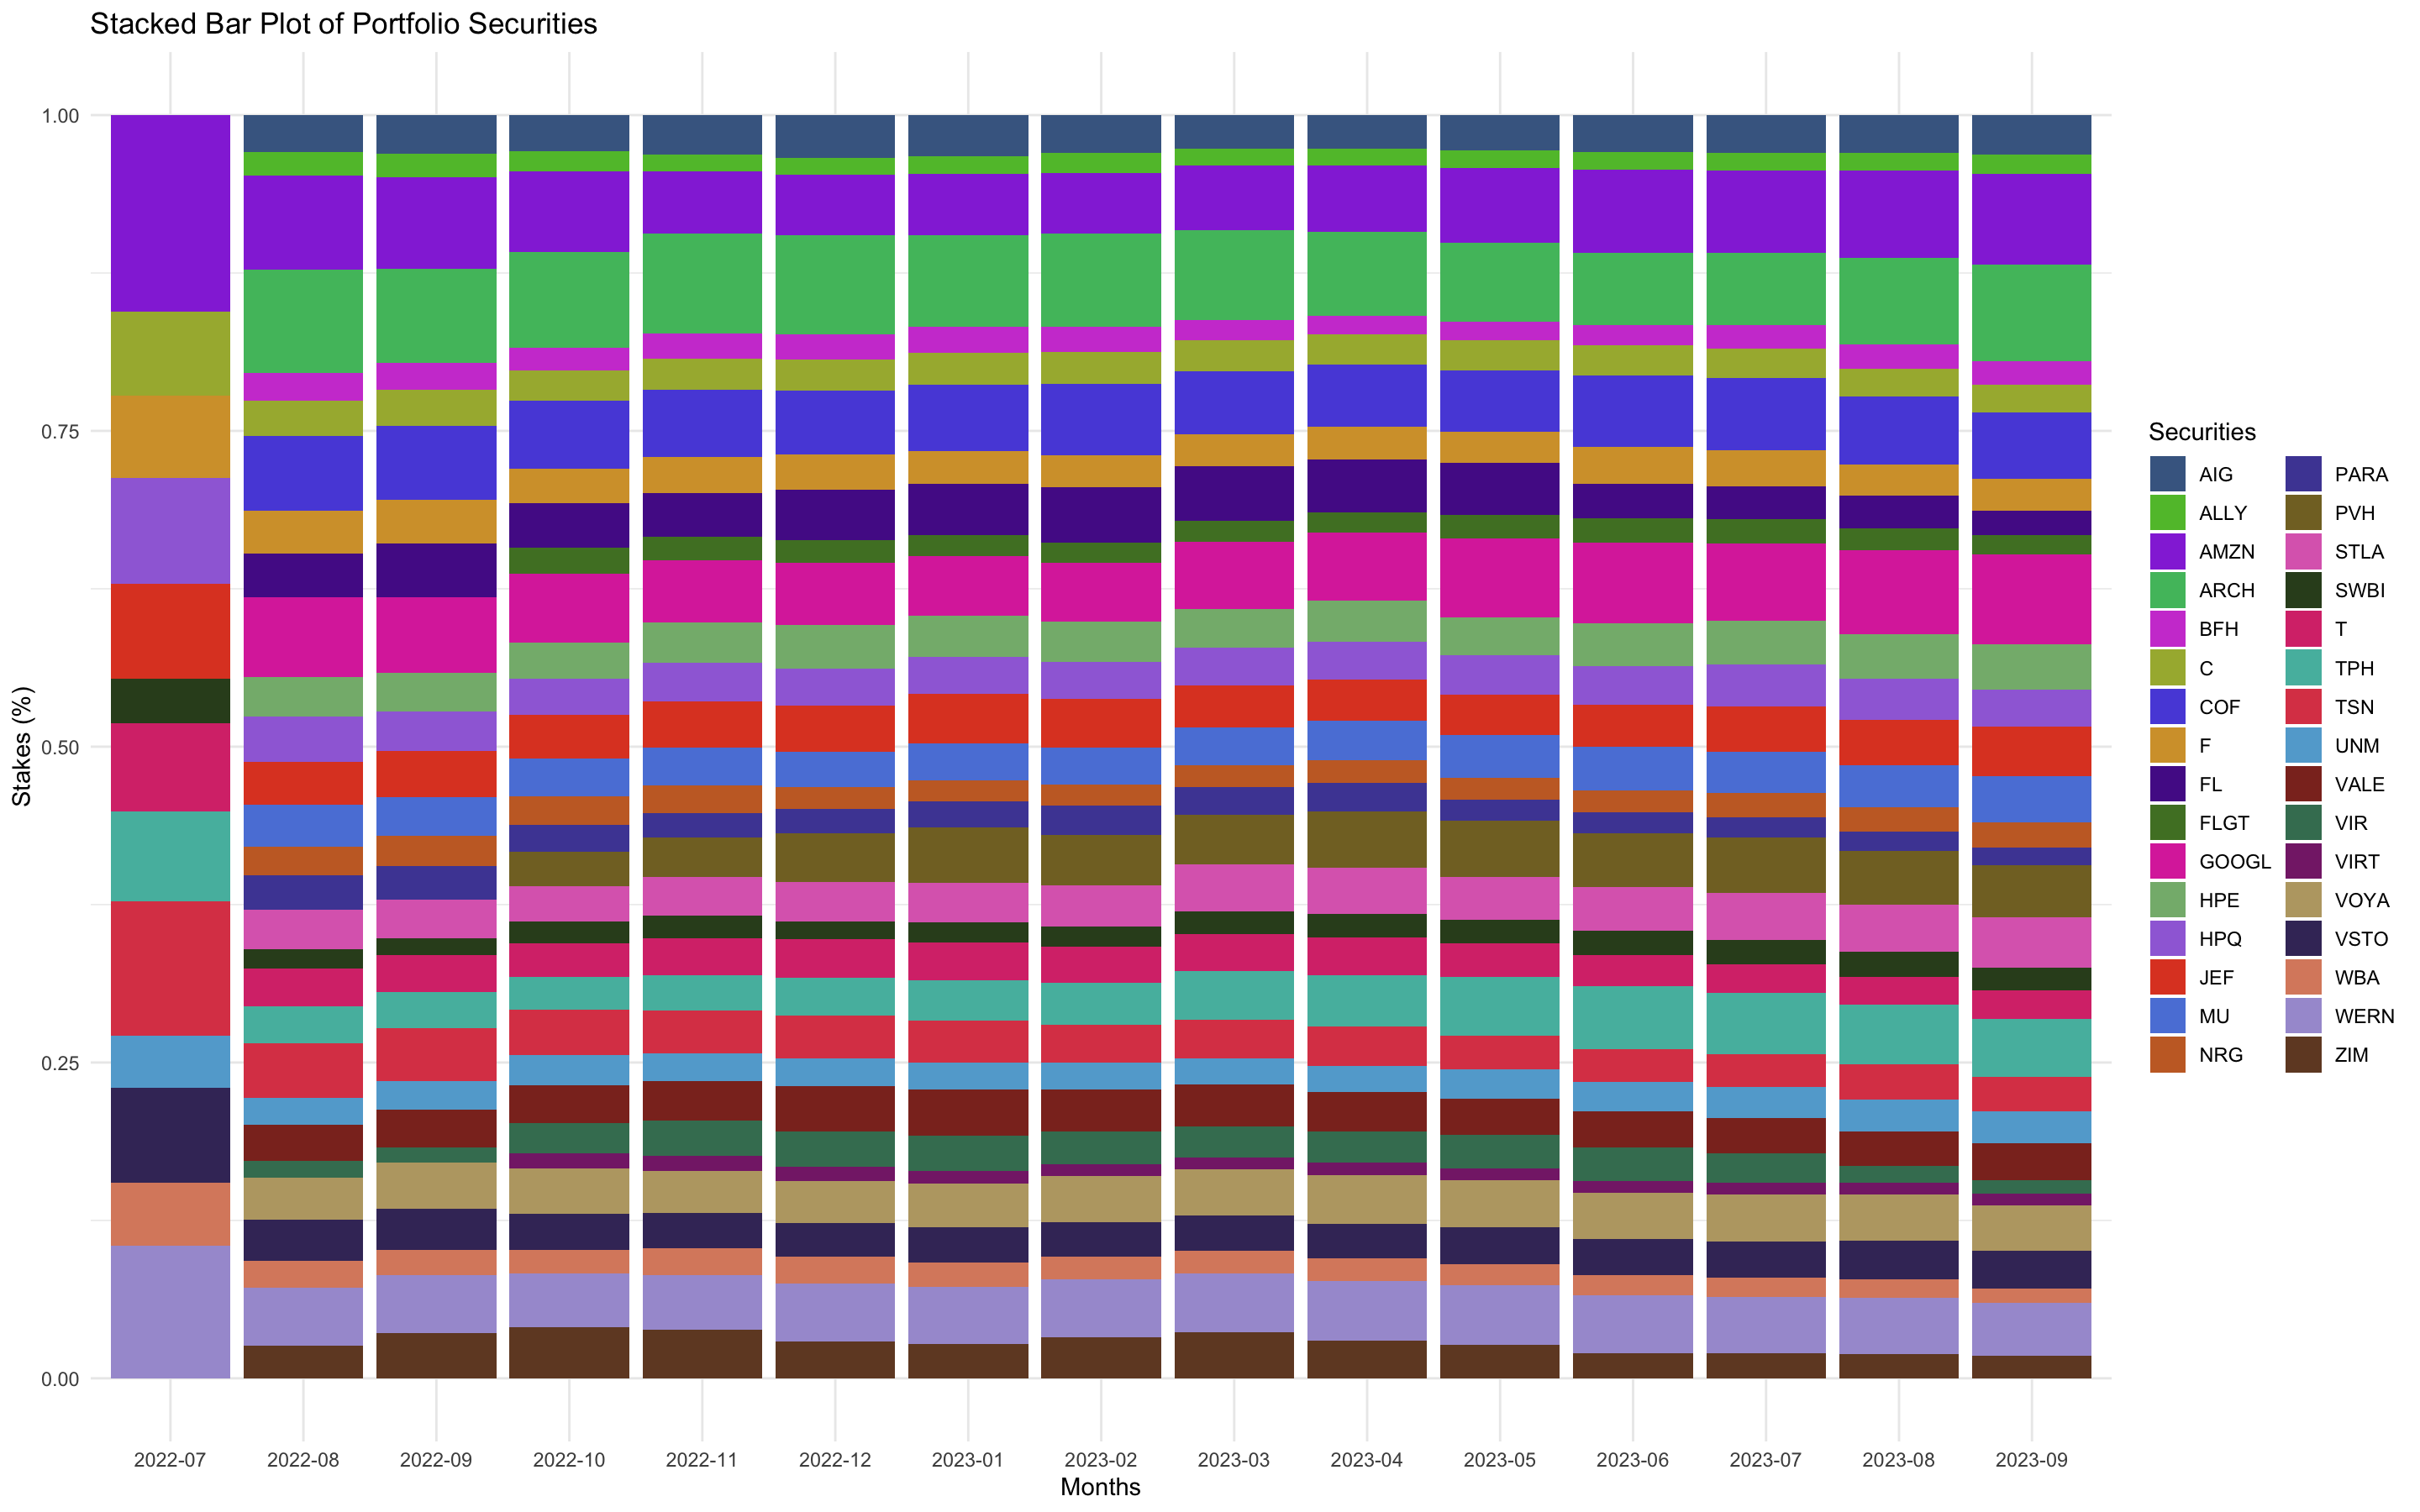 Stacked Bar Plot of Portfolio Securities
Stakes (%)
1.00
0.75
0.50
0.25
0.00
2022-07 2022-08 2022-09 2022-10 2022-11 2022-12 2023-01 2023-02 2023-03 2023-04 2023-05 2023-06 2023-07 2023-08 2023-09
Months
Securities
AIG PARA
ALLY PVH
AMZN STLA
ARCH SWBI
BFH T
C TPH
COF TSN
F UNM
FL VALE
FLGT VIR
GOOGL VIRT
HPE VOYA
HPQ VSTO
JEF WBA
MU WERN
NRG ZIM